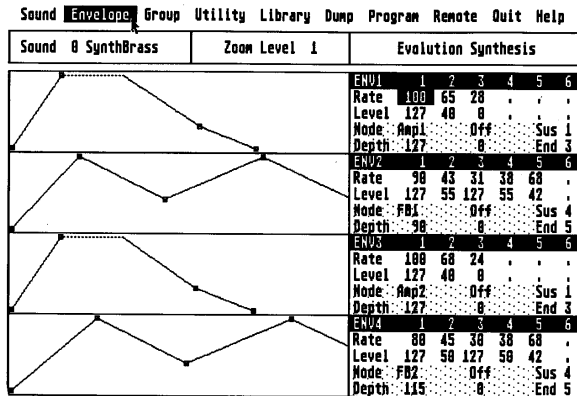 Sound Envelope Group Utility Library Dump Program Remote Quit Help
Sound 0 SynthBrass Zoom Level 1 Evolution Synthesis
ENV1 1 2 3 4 5 6
Rate 100 65 28 . . .
Level 127 40 0 . . .
Node Amp1 Off Sus 1
Depth 127 0 End 3
ENV2 1 2 3 4 5 6
Rate 90 43 31 38 68 .
Level 127 55 127 55 42 .
Node FB1 Off Sus 4
Depth 90 0 End 5
ENV3 1 2 3 4 5 6
Rate 100 68 24 . . .
Level 127 40 0 . . .
Node Amp2 Off Sus 1
Depth 127 0 End 3
ENV4 1 2 3 4 5 6
Rate 80 45 30 38 68 .
Level 127 50 127 50 42 .
Node FB2 Off Sus 4
Depth 115 0 End 5